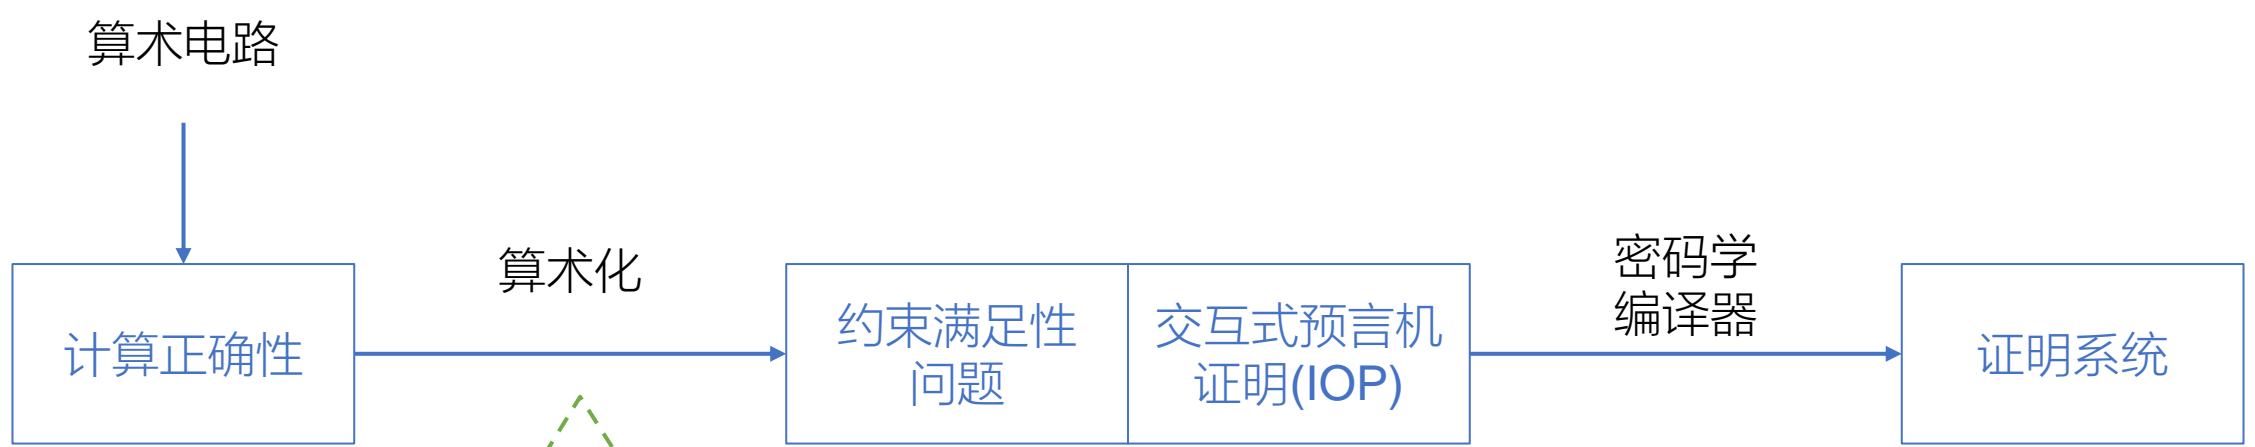 算术电路
算术化
密码学
编译器
计算正确性
约束满足性
问题
交互式预言机
证明(IOP)
证明系统